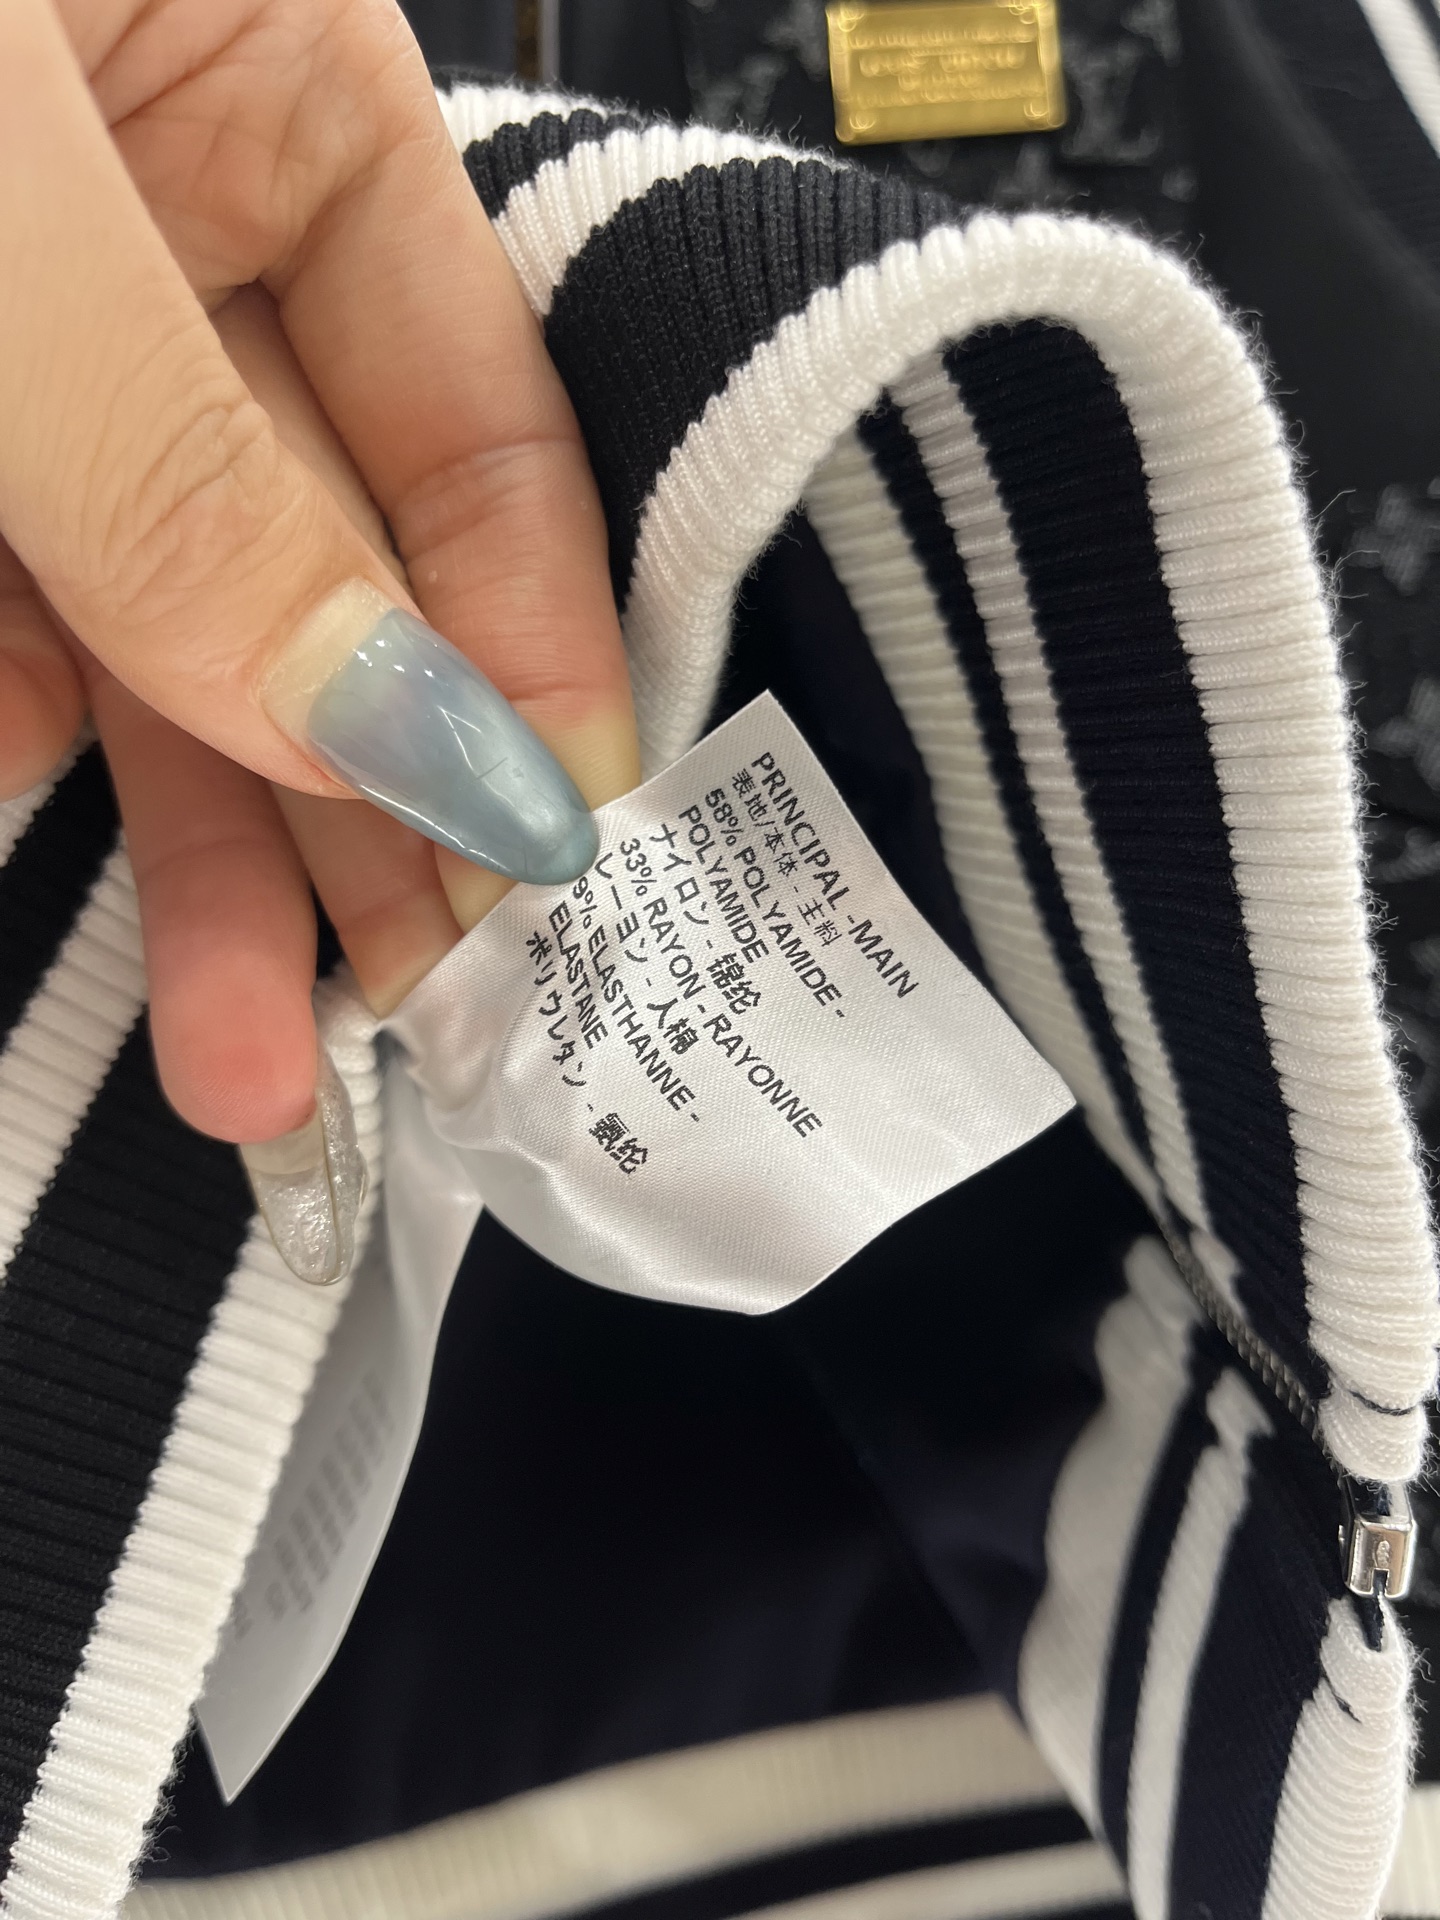 PRINCIPAL -MAIN
表地/本体 - 主料
58% POLYAMIDE -
POLYAMIDE
ナイロン - 锦纶
33% RAYON - RAYONNE
レーヨン - 人棉
9% ELASTHANNE -
ELASTANE
ポリウレタン - 氨纶